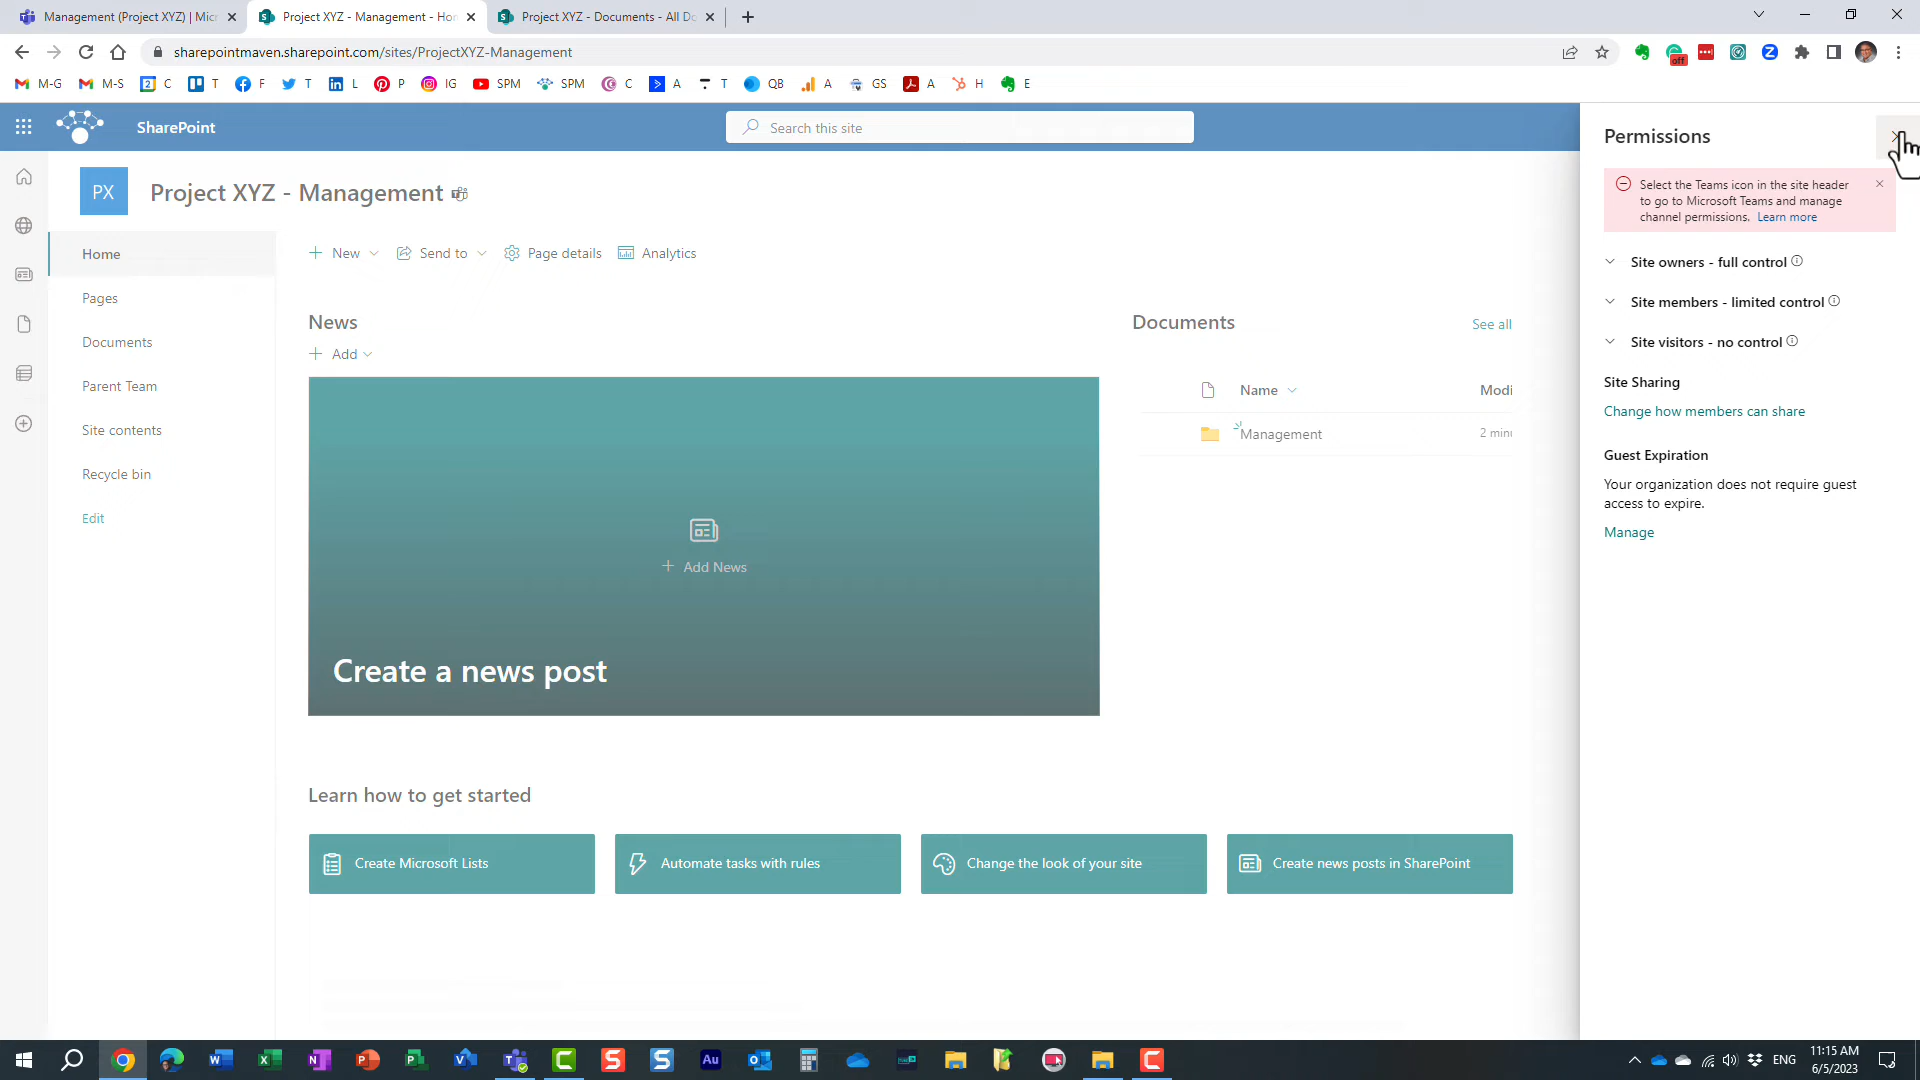 Management (Project XYZ) | Micr
Project XYZ - Management - Hom
Project XYZ - Documents - All Do
sharepointmaven.sharepoint.com/sites/ProjectXYZ-Management
off
M-G
M-S
2
C
T
F
T
L
P
IG
SPM
SPM
C
A
T
QB
A
GS
A
H
E
SharePoint
Search this site
Permissions
Select the Teams icon in the site header
to go to Microsoft Teams and manage
channel permissions. Learn more
PX
Project XYZ - Management
Home
Pages
Documents
Parent Team
Site contents
Recycle bin
Edit
New
Send to
Page details
Analytics
News
Add
Add News
Create a news post
Documents
See all
Name
Modi
Management
2 minu
Site owners - full control
Site members - limited control
Site visitors - no control
Site Sharing
Change how members can share
Guest Expiration
Your organization does not require guest
access to expire.
Manage
Learn how to get started
Create Microsoft Lists
Automate tasks with rules
Change the look of your site
Create news posts in SharePoint
ENG
11:15 AM
6/5/2023